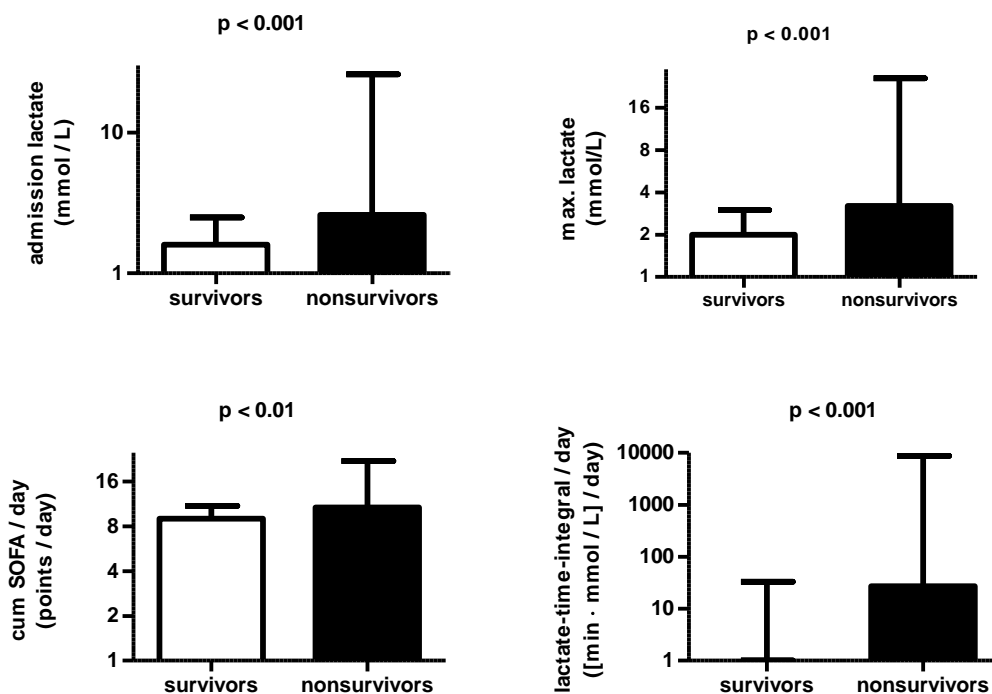 p < 0.001
admission lactate
(mmol / L)
10
1
survivors nonsurvivors
p < 0.001
max. lactate
(mmol/L)
16
8
4
2
1
survivors nonsurvivors
p < 0.01
cum SOFA / day
(points / day)
16
8
4
2
1
survivors nonsurvivors
p < 0.001
lactate-time-integral / day
([min · mmol / L] / day)
10000
1000
100
10
1
survivors nonsurvivors